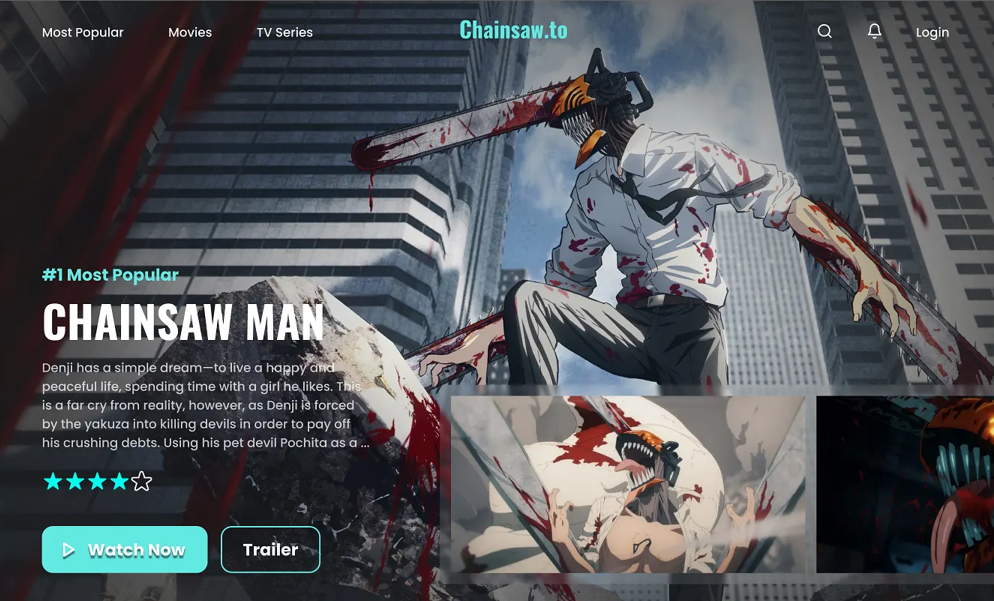 Most Popular Movies TV Series Chainsaw.to Login
#1 Most Popular
CHAINSAW MAN
Denji has a simple dream—to live a happy and
peaceful life, spending time with a girl he likes. This
is a far cry from reality, however, as Denji is forced
by the yakuza into killing devils in order to pay off
his crushing debts. Using his pet devil Pochita as a ...
Watch Now Trailer